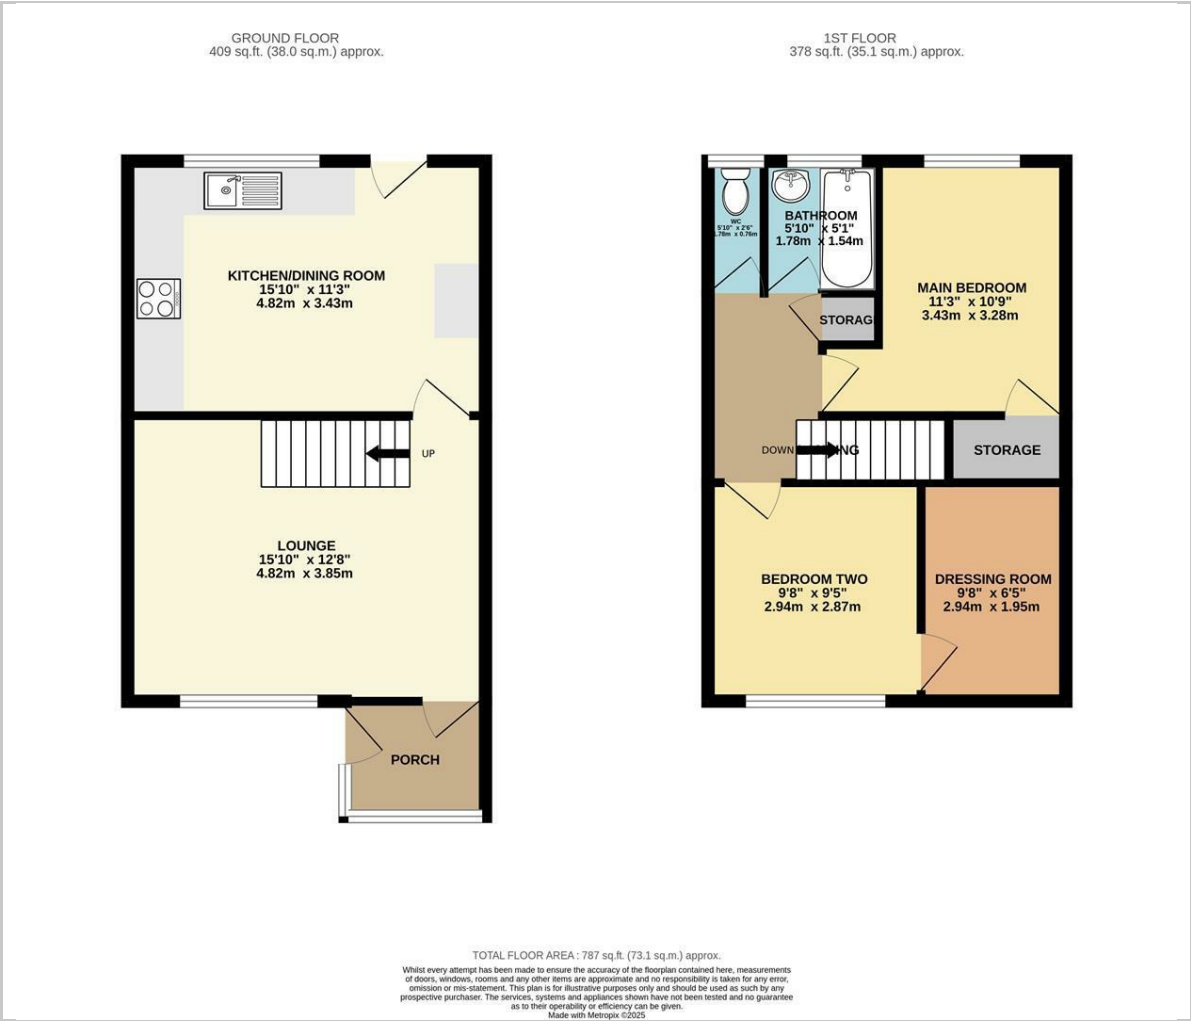 GROUND FLOOR
409 sq.ft. (38.0 sq.m.) approx.
1ST FLOOR
378 sq.ft. (35.1 sq.m.) approx.
KITCHEN/DINING ROOM
15'10" x 11'3"
4.82m x 3.43m
UP
LOUNGE
15'10" x 12'8"
4.82m x 3.85m
PORCH
WC
5'10" x 2'6"
1.78m x 0.76m
BATHROOM
5'10" x 5'1"
1.78m x 1.54m
STORAG
MAIN BEDROOM
11'3" x 10'9"
3.43m x 3.28m
DOWN
STORAGE
BEDROOM TWO
9'8" x 9'5"
2.94m x 2.87m
DRESSING ROOM
9'8" x 6'5"
2.94m x 1.95m
TOTAL FLOOR AREA : 787 sq.ft. (73.1 sq.m.) approx.
Whilst every attempt has been made to ensure the accuracy of the floorplan contained here, measurements
of doors, windows, rooms and any other items are approximate and no responsibility is taken for any error,
omission or mis-statement. This plan is for illustrative purposes only and should be used as such by any
prospective purchaser. The services, systems and appliances shown have not been tested and no guarantee
as to their operability or efficiency can be given.
Made with Metropix ©2025